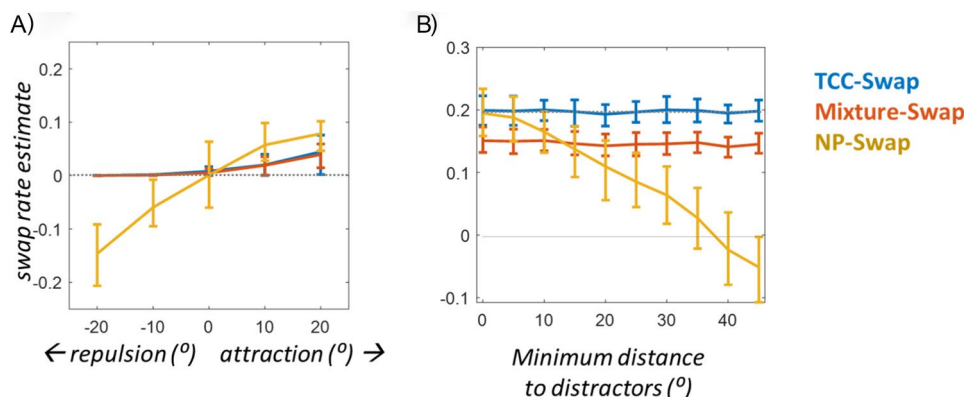 A)
swap rate estimate
0.2
0.1
0
-0.1
-0.2
-20 -10 0 10 20
← repulsion (º) attraction (º) →
B)
0.3
0.2
0.1
0
-0.1
0 10 20 30 40
Minimum distance
to distractors (º)
TCC-Swap
Mixture-Swap
NP-Swap